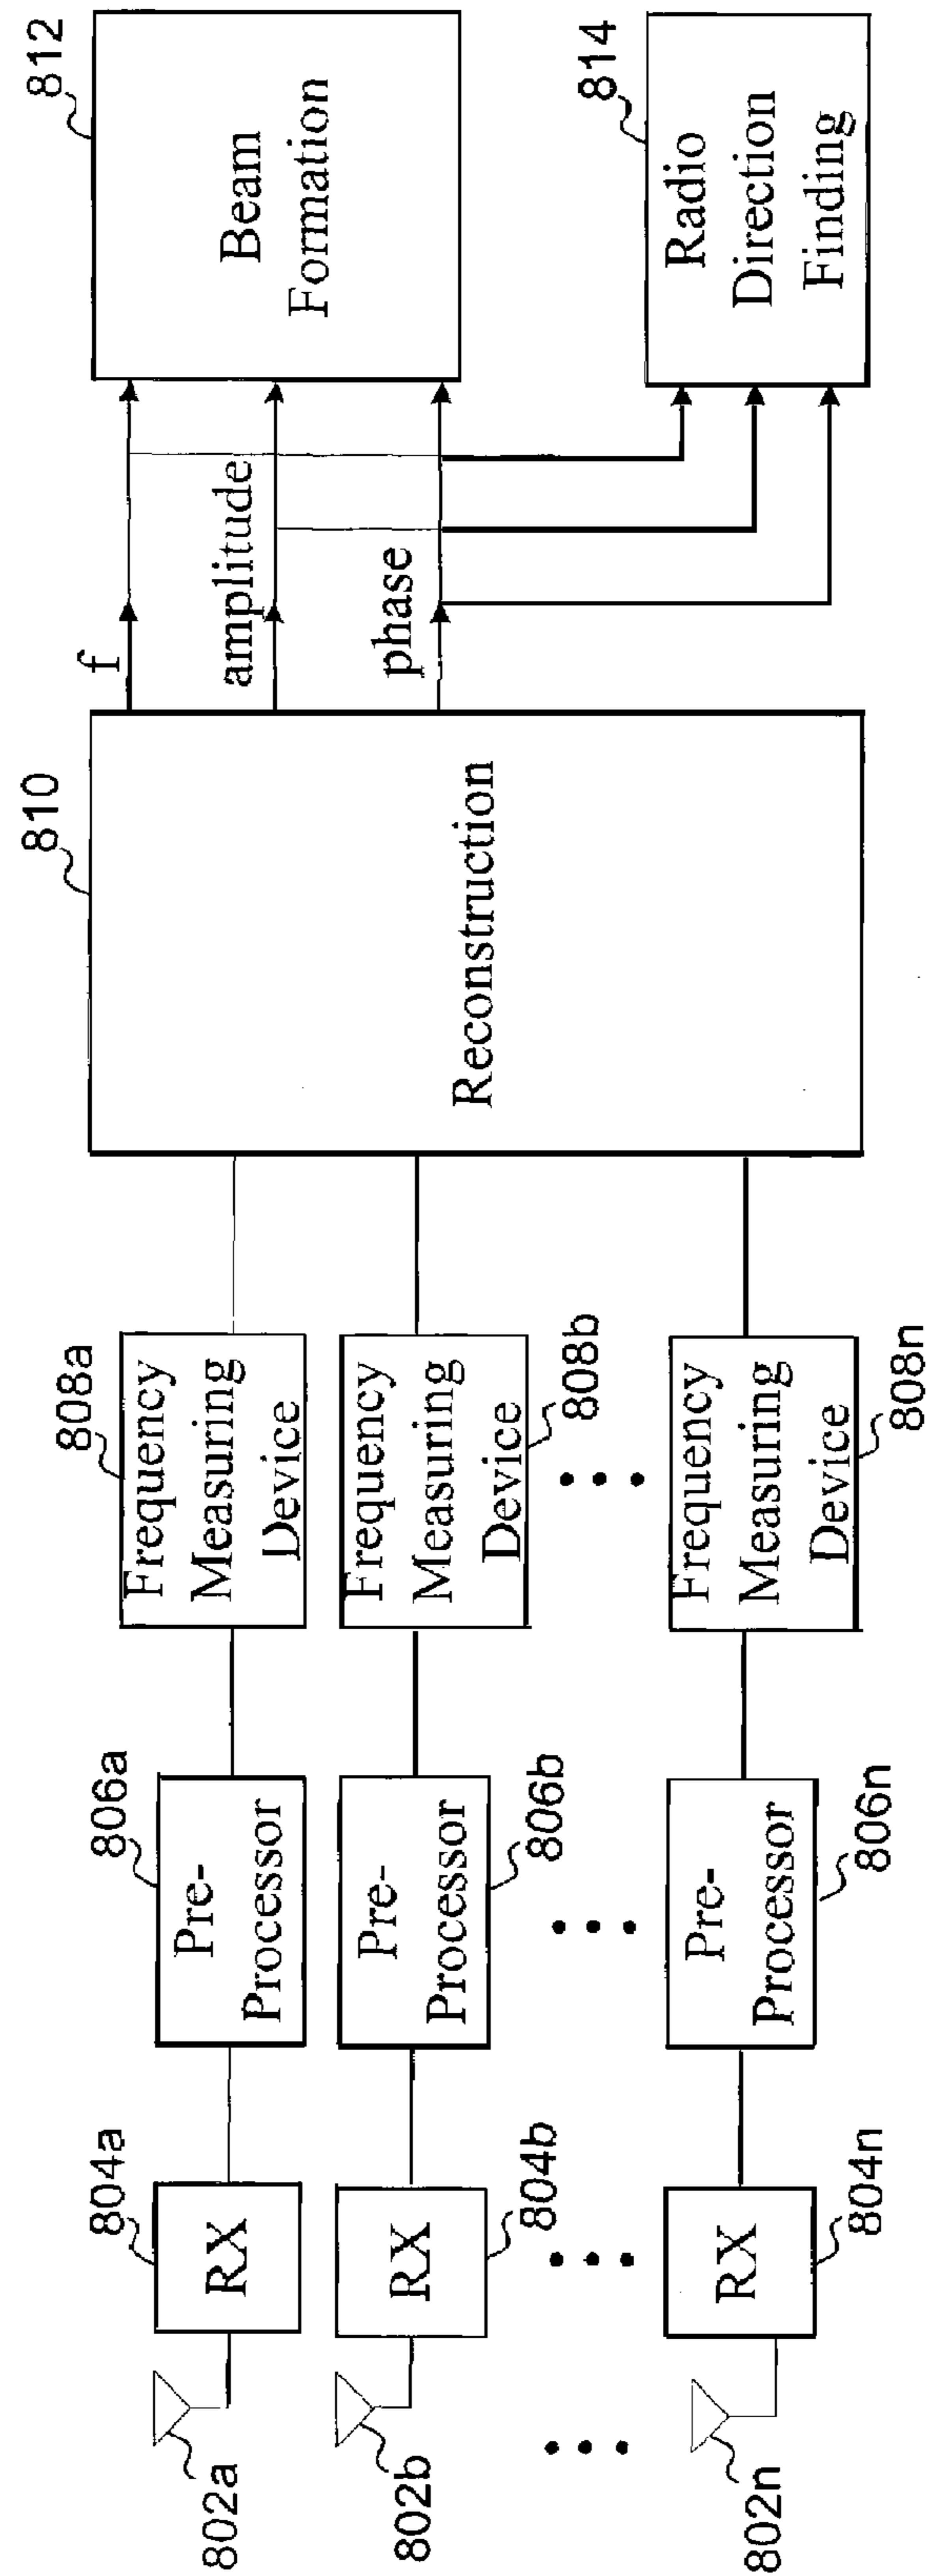 802a
804a
RX
806a
Pre-
Processor
808a
Frequency
Measuring
Device
802b
RX
804b
Pre-
Processor
806b
Frequency
Measuring
Device
808b
802n
RX
804n
Pre-
Processor
806n
Frequency
Measuring
Device
808n
810
Reconstruction
f
amplitude
phase
812
Beam
Formation
814
Radio
Direction
Finding